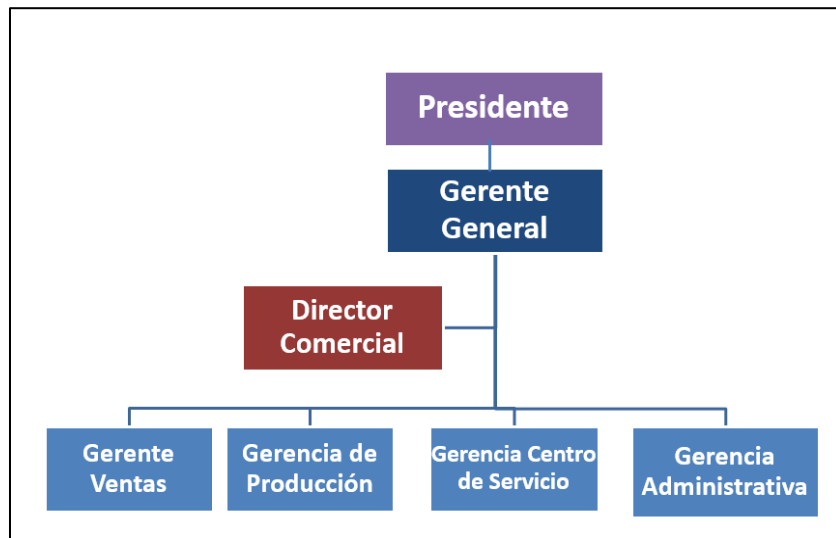 Presidente
Gerente
General
Director
Comercial
Gerente
Ventas
Gerencia de
Producción
Gerencia Centro
de Servicio
Gerencia
Administrativa